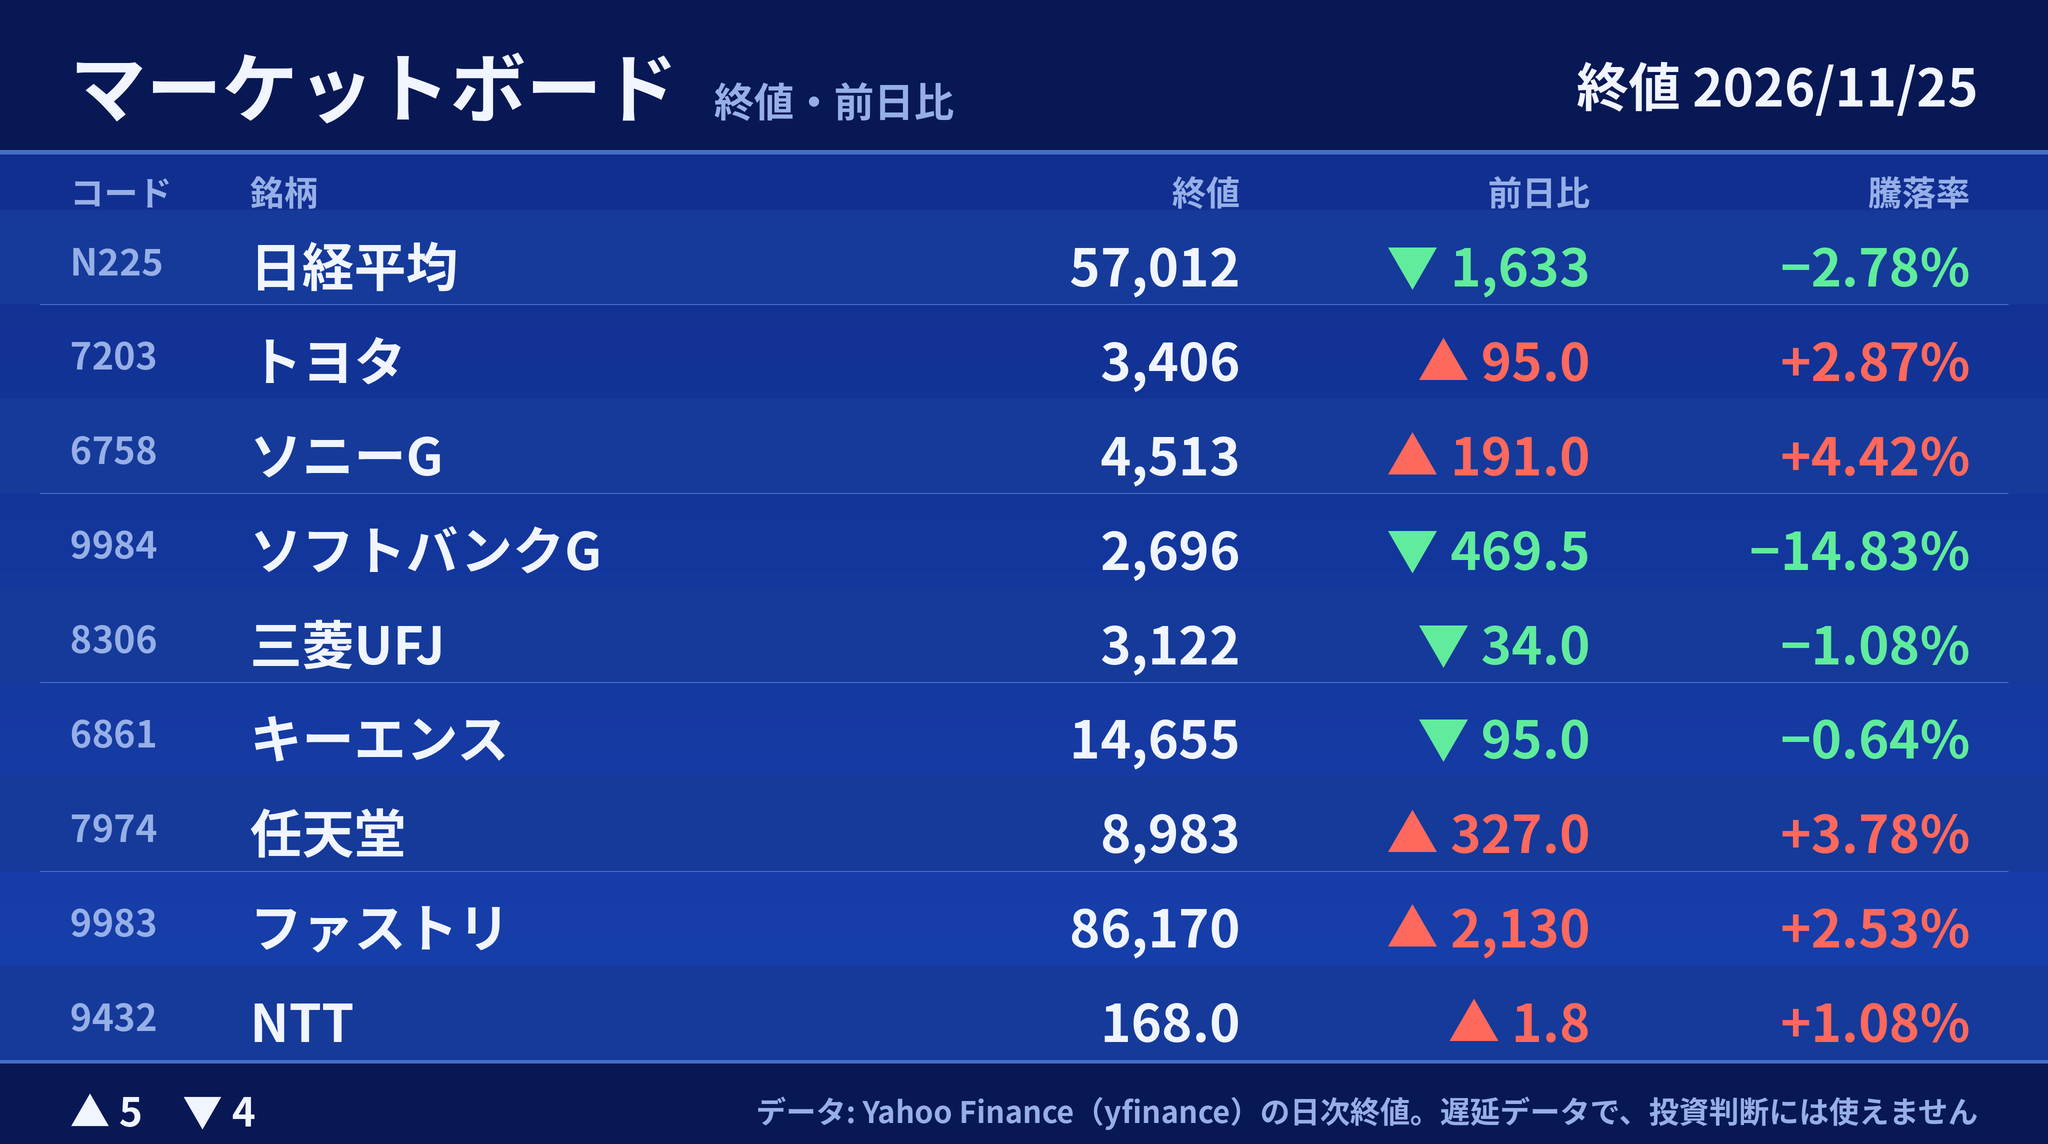 マーケットボード 終値・前日比 終値 2026/11/25
コード 銘柄 終値 前日比 騰落率
N225 日経平均 57,012 ▼ 1,633 −2.78%
7203 トヨタ 3,406 ▲ 95.0 +2.87%
6758 ソニーG 4,513 ▲ 191.0 +4.42%
9984 ソフトバンクG 2,696 ▼ 469.5 −14.83%
8306 三菱UFJ 3,122 ▼ 34.0 −1.08%
6861 キーエンス 14,655 ▼ 95.0 −0.64%
7974 任天堂 8,983 ▲ 327.0 +3.78%
9983 ファストリ 86,170 ▲ 2,130 +2.53%
9432 NTT 168.0 ▲ 1.8 +1.08%
▲ 5 ▼ 4 データ: Yahoo Finance（yfinance）の日次終値。遅延データで、投資判断には使えません